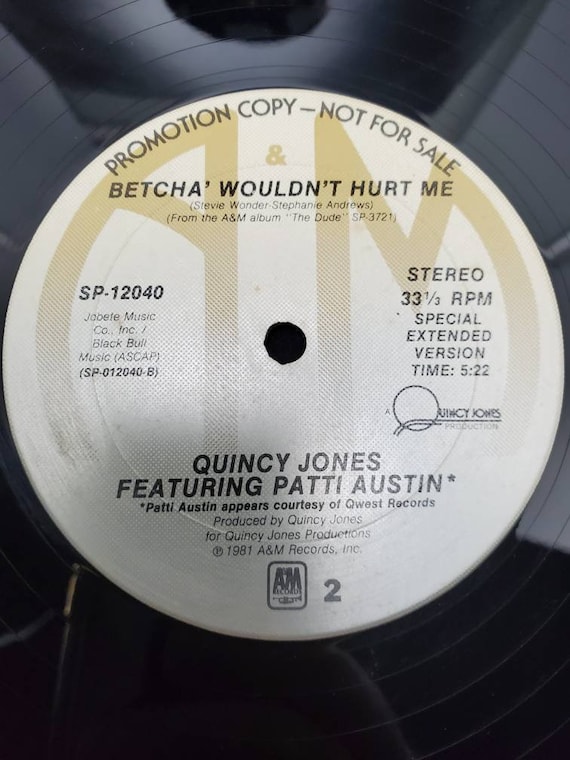 PROMOTION COPY — NOT FOR SALE
&
BETCHA' WOULDN'T HURT ME
(Stevie Wonder-Stephanie Andrews)
(From the A&M album "The Dude" SP-3721)
SP-12040
Jobete Music
Co., Inc. /
Black Bull
Music (ASCAP)
(SP-012040-B)
STEREO
33⅓ RPM
SPECIAL
EXTENDED
VERSION
TIME: 5:22
A QUINCY JONES
PRODUCTION
QUINCY JONES
FEATURING PATTI AUSTIN*
*Patti Austin appears courtesy of Qwest Records
Produced by Quincy Jones
for Quincy Jones Productions
℗ 1981 A&M Records, Inc.
A&M
RECORDS
2